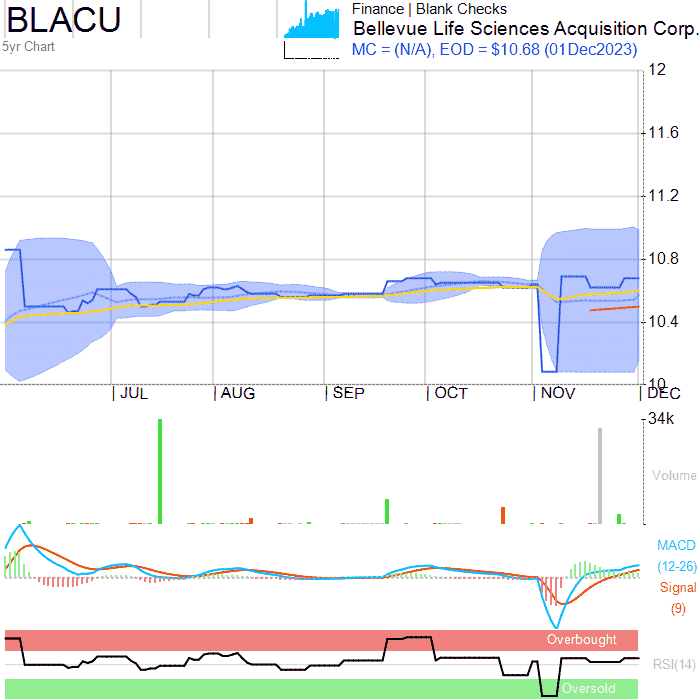 BLACU
5yr Chart
Finance | Blank Checks
Bellevue Life Sciences Acquisition Corp.
MC = (N/A), EOD = $10.68 (01Dec2023)
12
11.6
11.2
10.8
10.4
10
JUL
AUG
SEP
OCT
NOV
DEC
34k
Volume
MACD
(12-26)
Signal
(9)
Overbought
RSI(14)
Oversold